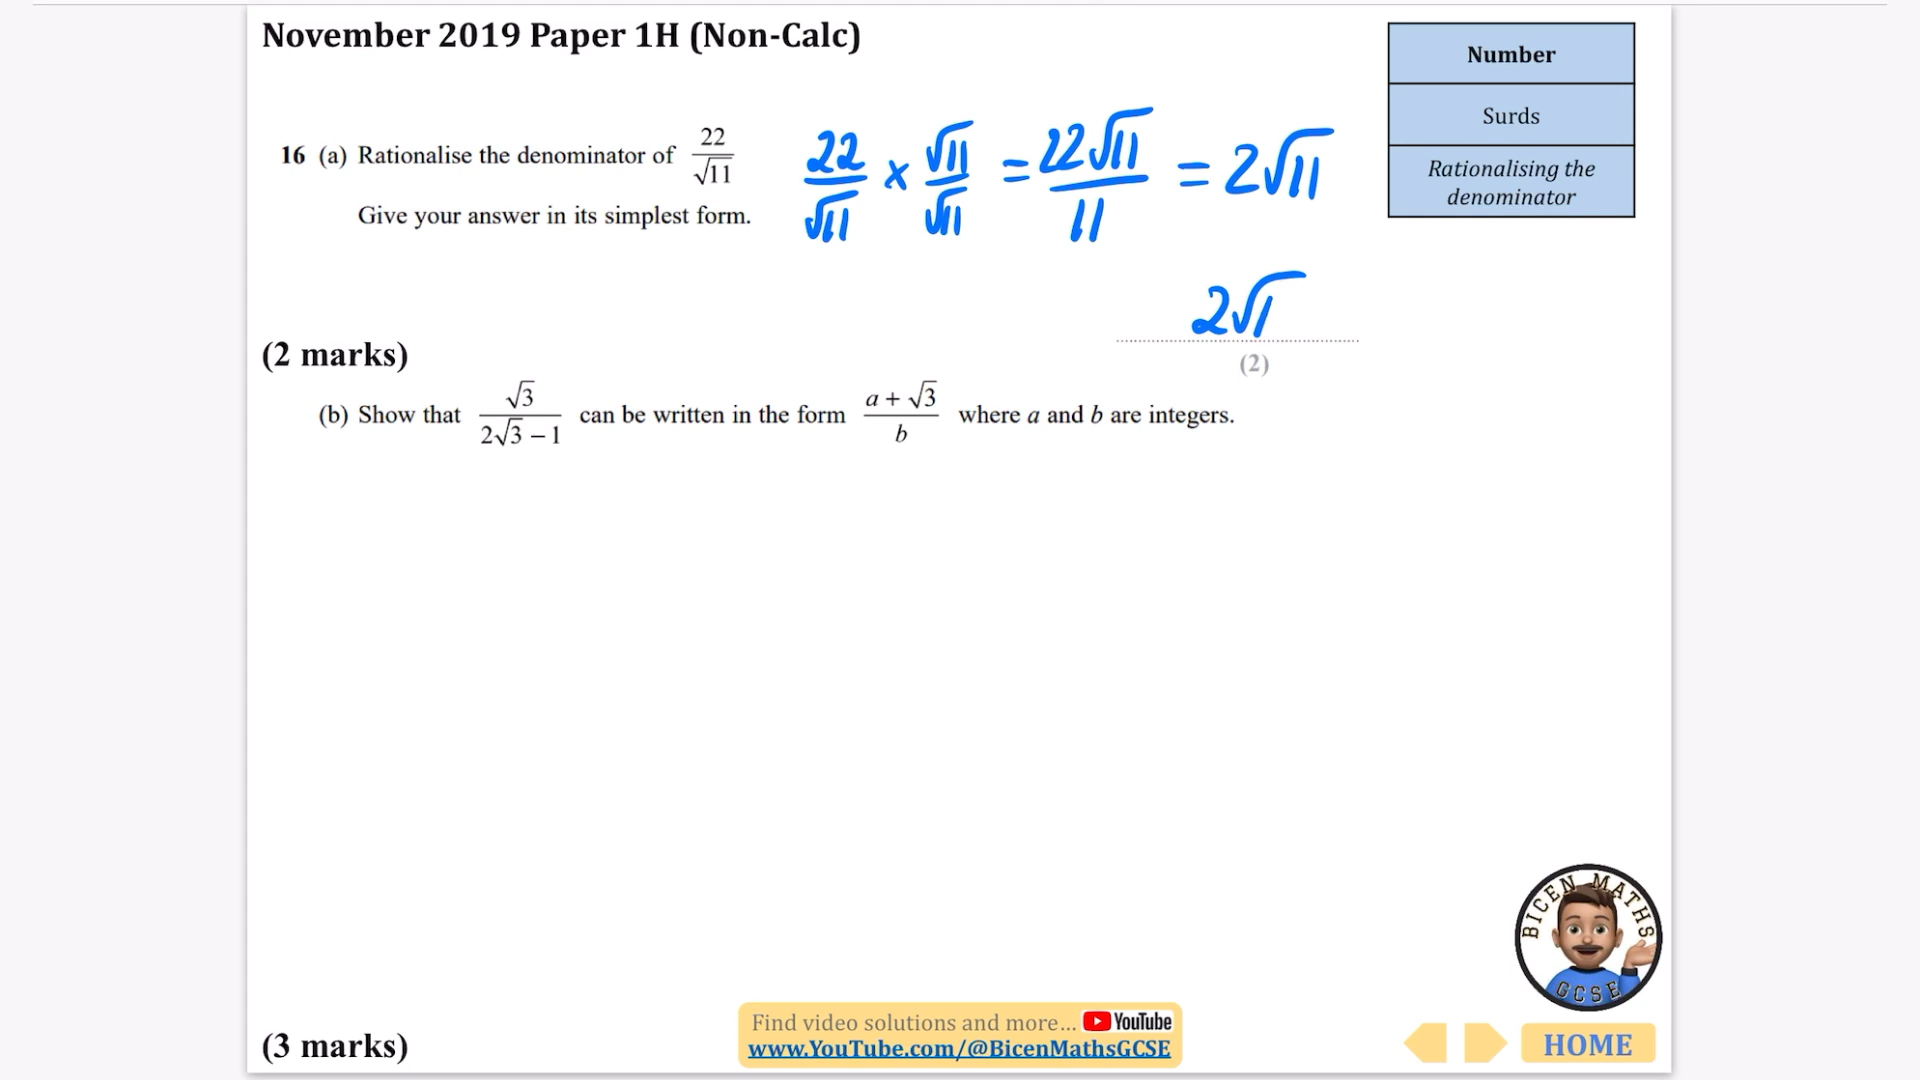 November 2019 Paper 1H (Non-Calc)
Number
Surds
Rationalising the
denominator
16 (a) Rationalise the denominator of 22/√11
22/√11 × √11/√11 = 22√11/11 = 2√11
Give your answer in its simplest form.
2√1
(2)
(2 marks)
(b) Show that √3/(2√3 – 1) can be written in the form (a + √3)/b where a and b are integers.
BICEN MATHS
GCSE
(3 marks)
Find video solutions and more... YouTube
www.YouTube.com/@BicenMathsGCSE
HOME